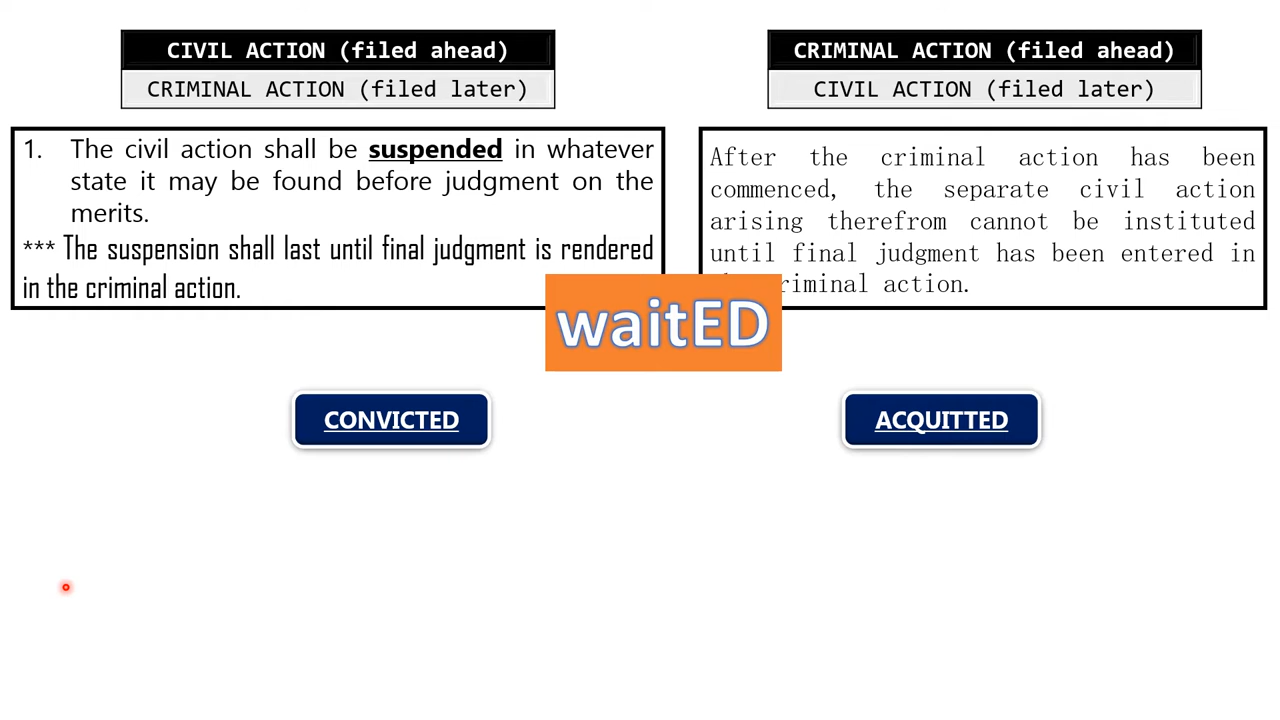 CIVIL ACTION (filed ahead)
CRIMINAL ACTION (filed later)
1. The civil action shall be suspended in whatever
state it may be found before judgment on the
merits.
*** The suspension shall last until final judgment is rendered
in the criminal action.
CRIMINAL ACTION (filed ahead)
CIVIL ACTION (filed later)
After the criminal action has been
commenced, the separate civil action
arising therefrom cannot be instituted
until final judgment has been entered in
action.
waitED
CONVICTED
ACQUITTED